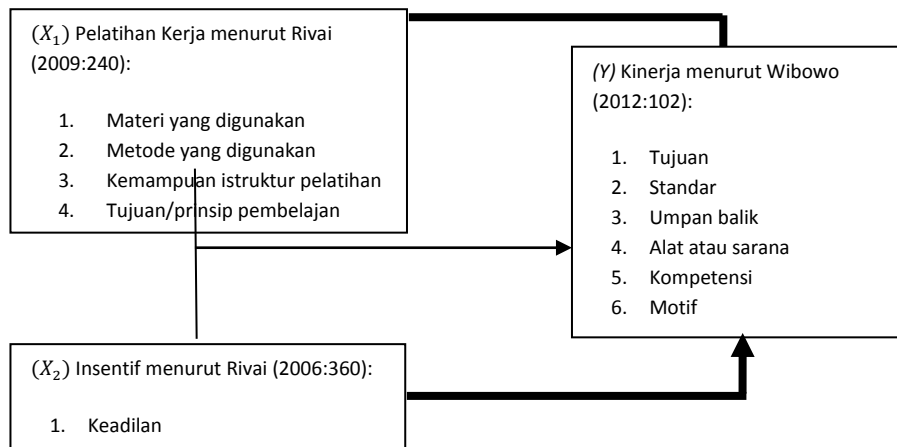 (X₁) Pelatihan Kerja menurut Rivai
(2009:240):
1. Materi yang digunakan
2. Metode yang digunakan
3. Kemampuan istruktur pelatihan
4. Tujuan/prinsip pembelajan
(Y) Kinerja menurut Wibowo
(2012:102):
1. Tujuan
2. Standar
3. Umpan balik
4. Alat atau sarana
5. Kompetensi
6. Motif
(X₂) Insentif menurut Rivai (2006:360):
1. Keadilan